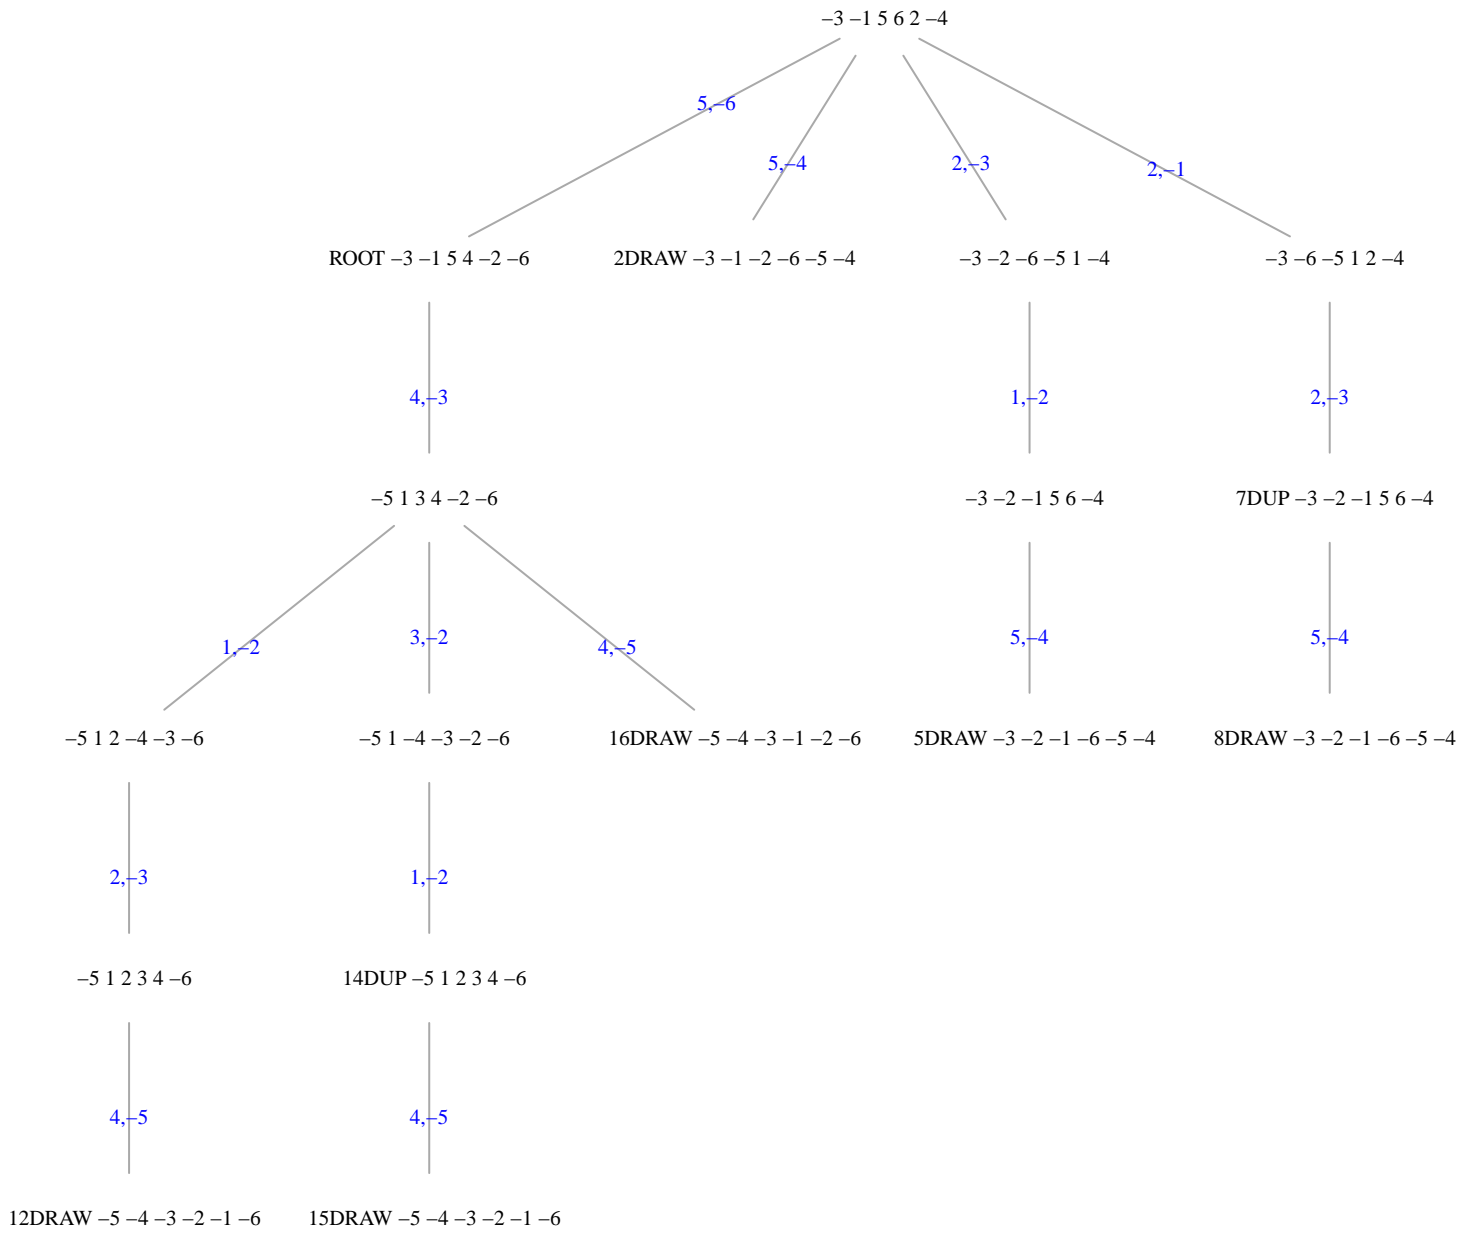 −3 −1 5 6 2 −4
5,−6
5,−4
2,−3
2,−1
ROOT −3 −1 5 4 −2 −6
2DRAW −3 −1 −2 −6 −5 −4
−3 −2 −6 −5 1 −4
−3 −6 −5 1 2 −4
4,−3
1,−2
2,−3
−5 1 3 4 −2 −6
−3 −2 −1 5 6 −4
7DUP −3 −2 −1 5 6 −4
1,−2
3,−2
4,−5
5,−4
5,−4
−5 1 2 −4 −3 −6
−5 1 −4 −3 −2 −6
16DRAW −5 −4 −3 −1 −2 −6
5DRAW −3 −2 −1 −6 −5 −4
8DRAW −3 −2 −1 −6 −5 −4
2,−3
1,−2
−5 1 2 3 4 −6
14DUP −5 1 2 3 4 −6
4,−5
4,−5
12DRAW −5 −4 −3 −2 −1 −6
15DRAW −5 −4 −3 −2 −1 −6